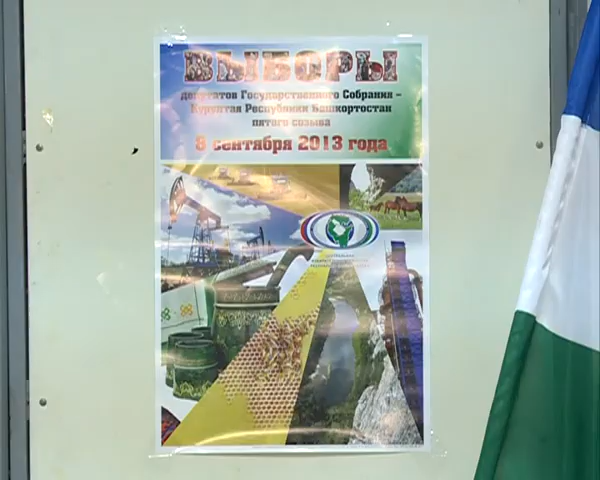 ВЫБОРЫ
депутатов Государственного Собрания –
Курултая Республики Башкортостан
пятого созыва
8 сентября 2013 года